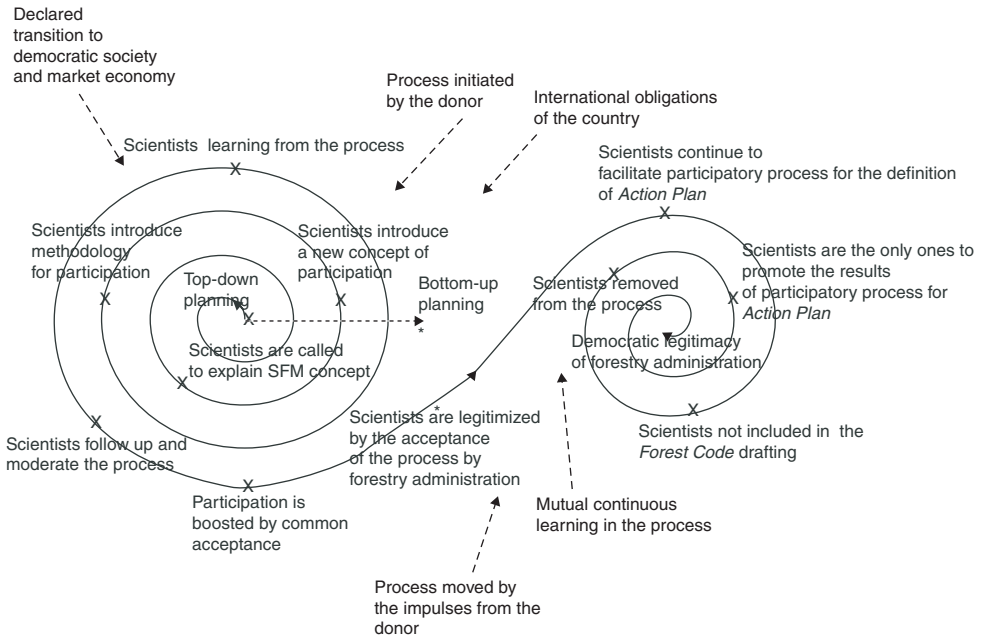 Declared
transition to
democratic society
and market economy
Process initiated
by the donor
International obligations
of the country
Scientists learning from the process
Scientists continue to
facilitate participatory process for the definition
of Action Plan
Scientists introduce
methodology
for participation
Scientists introduce
a new concept of
participation
Top-down
planning
Bottom-up
planning
*
Scientists removed
from the process
Scientists are the only ones to
promote the results
of participatory process for
Action Plan
Scientists are called
to explain SFM concept
Democratic legitimacy
of forestry administration
*
Scientists are legitimized
by the acceptance
of the process by
forestry administration
Scientists follow up and
moderate the process
Scientists not included in the
Forest Code drafting
Participation is
boosted by common
acceptance
Mutual continuous
learning in the process
Process moved by
the impulses from the
donor